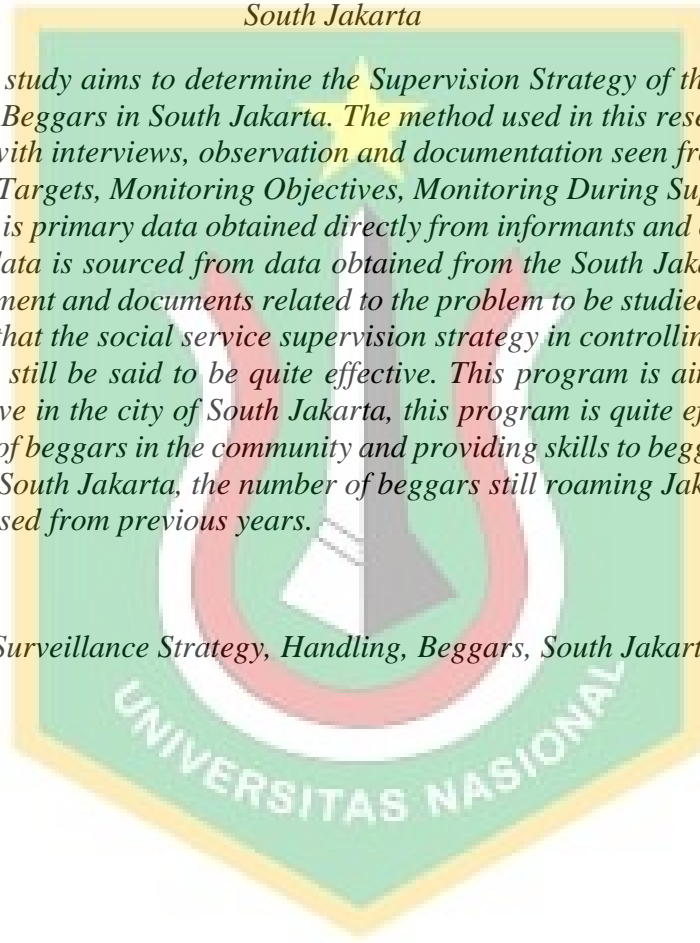 South Jakarta
study aims to determine the Supervision Strategy of th
Beggars in South Jakarta. The method used in this rese
with interviews, observation and documentation seen fr
Targets, Monitoring Objectives, Monitoring During Su
is primary data obtained directly from informants and
data is sourced from data obtained from the South Jak
ment and documents related to the problem to be studied
that the social service supervision strategy in controllin
still be said to be quite effective. This program is ai
ve in the city of South Jakarta, this program is quite ef
of beggars in the community and providing skills to begg
South Jakarta, the number of beggars still roaming Jak
sed from previous years.
Surveillance Strategy, Handling, Beggars, South Jakart
UNIVERSITAS NASIONAL